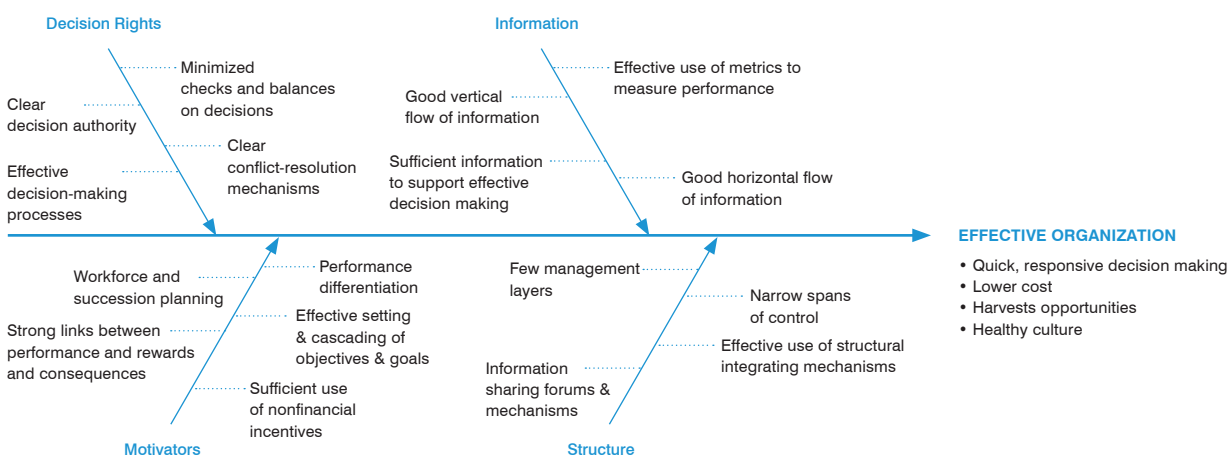 Decision Rights
Minimized
checks and balances
on decisions
Clear
decision authority
Clear
conflict-resolution
mechanisms
Effective
decision-making
processes
Information
Effective use of metrics to
measure performance
Good vertical
flow of information
Sufficient information
to support effective
decision making
Good horizontal flow
of information
EFFECTIVE ORGANIZATION
• Quick, responsive decision making
• Lower cost
• Harvests opportunities
• Healthy culture
Workforce and
succession planning
Performance
differentiation
Strong links between
performance and rewards
and consequences
Effective setting
& cascading of
objectives & goals
Sufficient use
of nonfinancial
incentives
Motivators
Few management
layers
Narrow spans
of control
Effective use of structural
integrating mechanisms
Information
sharing forums &
mechanisms
Structure